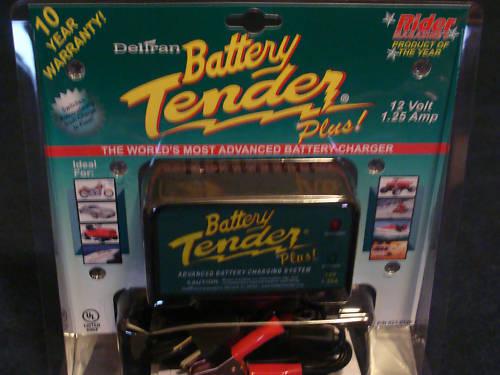 10
YEAR
WARRANTY!
Deltran
Battery
Tender®
Plus!
Rider
PRODUCT OF
THE YEAR
12 Volt
1.25 Amp
THE WORLD'S MOST ADVANCED BATTERY CHARGER
Ideal
For:
Battery
Tender®
Plus!
ADVANCED BATTERY CHARGING SYSTEM
CAUTION:
UL